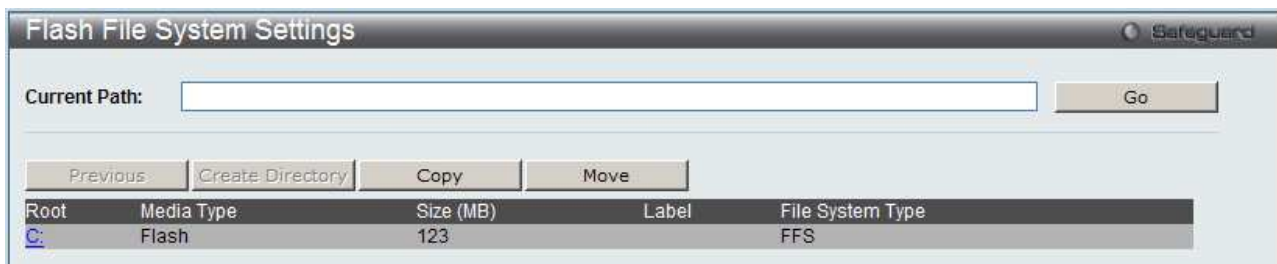 Flash File System Settings
Safeguard
Current Path:
Go
Previous Create Directory Copy Move
Root Media Type Size (MB) Label File System Type
C: Flash 123 FFS